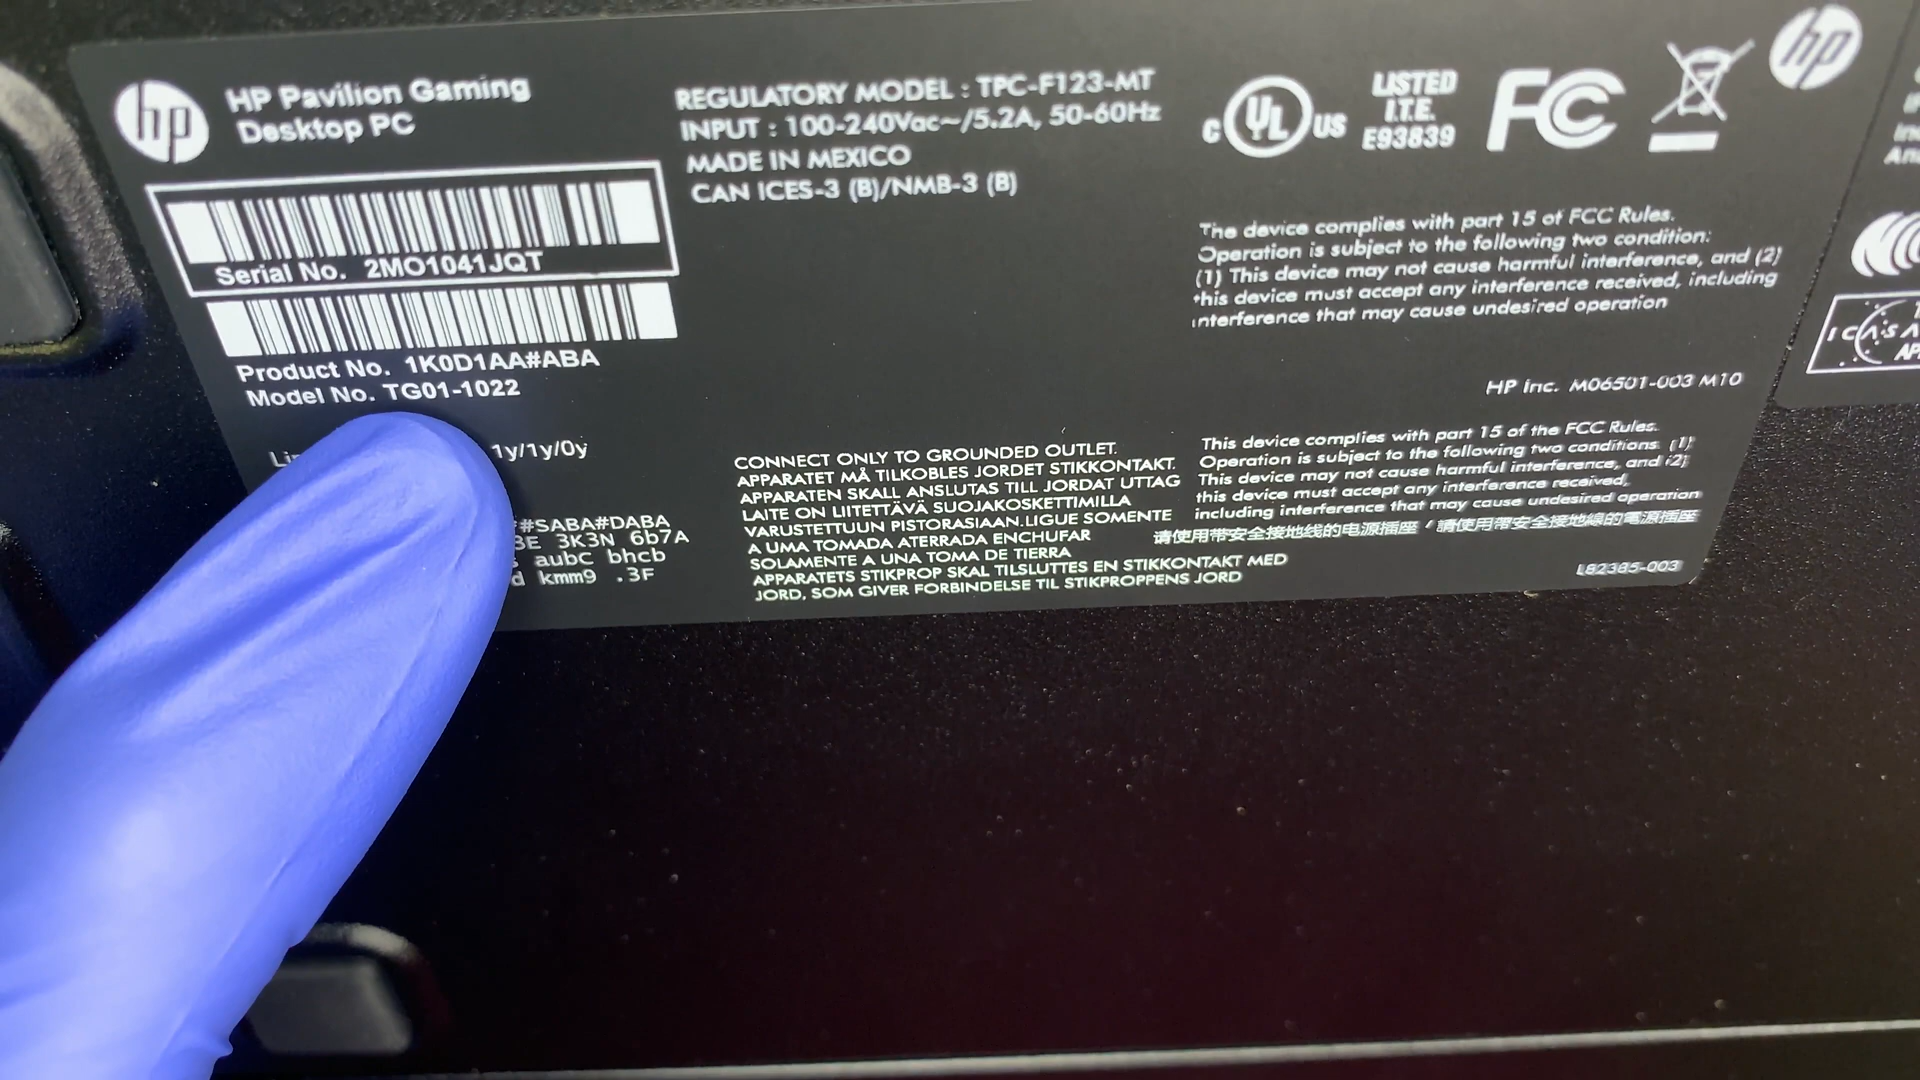 hp
HP Pavilion Gaming
Desktop PC
Serial No. 2MO1041JQT
Product No. 1K0D1AA#ABA
Model No. TG01-1022
1y/1y/0y
#SABA#DABA
3K3N 6b7A
aubC bhcb
kmm9 .3F
REGULATORY MODEL : TPC-F123-MT
INPUT : 100-240Vac~/5.2A, 50-60Hz
MADE IN MEXICO
CAN ICES-3 (B)/NMB-3 (B)
CONNECT ONLY TO GROUNDED OUTLET.
APPARATET MÅ TILKOBLES JORDET STIKKONTAKT.
APPARATEN SKALL ANSLUTAS TILL JORDAT UTTAG
LAITE ON LIITETTÄVÄ SUOJAKOSKETTIMILLA
VARUSTETTUUN PISTORASIAAN.LIGUE SOMENTE
A UMA TOMADA ATERRADA ENCHUFAR
SOLAMENTE A UNA TOMA DE TIERRA
APPARATETS STIKPROP SKAL TILSLUTTES EN STIKKONTAKT MED
JORD, SOM GIVER FORBINDELSE TIL STIKPROPPENS JORD
c UL US
LISTED
I.T.E.
E93839
FC
hp
The device complies with part 15 of FCC Rules.
Operation is subject to the following two condition:
(1) This device may not cause harmful interference, and (2)
this device must accept any interference received, including
interference that may cause undesired operation
HP Inc. M06501-003 M10
This device complies with part 15 of the FCC Rules.
Operation is subject to the following two conditions. (1)
This device may not cause harmful interference, and (2)
this device must accept any interference received,
including interference that may cause undesired operation
请使用带安全接地线的电源插座，請使用帶安全接地線的電源插座
L82385-003
ICASA